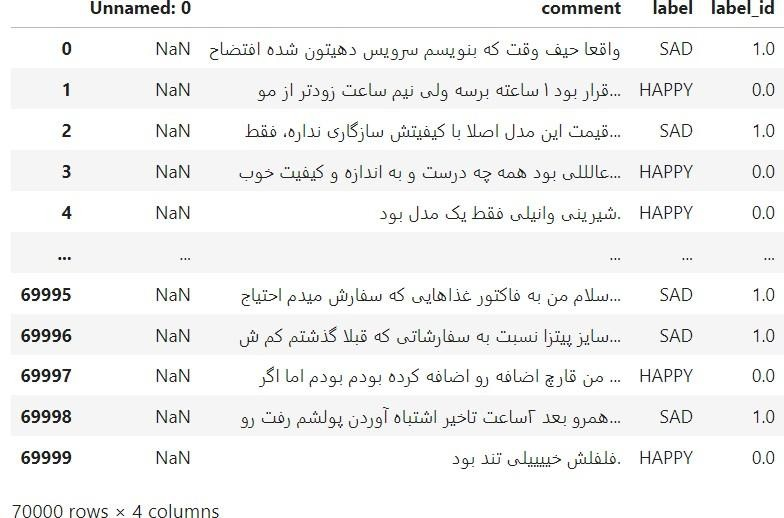 Unnamed: 0 comment label label_id
0 NaN واقعا حیف وقت که بنویسم سرویس دهیتون شده افتضاح SAD 1.0
1 NaN قرار بود ۱ ساعته برسه ولی نیم ساعت زودتر از مو... HAPPY 0.0
2 NaN قیمت این مدل اصلا با کیفیتش سازگاری نداره، فقط... SAD 1.0
3 NaN عالللی بود همه چه درست و به اندازه و کیفیت خوب... HAPPY 0.0
4 NaN شیرینی وانیلی فقط یک مدل بود. HAPPY 0.0
... ... ... ... ...
69995 NaN سلام من به فاکتور غذاهایی که سفارش میدم احتیاج... SAD 1.0
69996 NaN سایز پیتزا نسبت به سفارشاتی که قبلا گذشتم کم ش... SAD 1.0
69997 NaN من قارچ اضافه رو اضافه کرده بودم بودم اما اگر ... HAPPY 0.0
69998 NaN همرو بعد ۲ساعت تاخیر اشتباه آوردن پولشم رفت رو... SAD 1.0
69999 NaN فلفلش خیییییلی تند بود. HAPPY 0.0
70000 rows × 4 columns